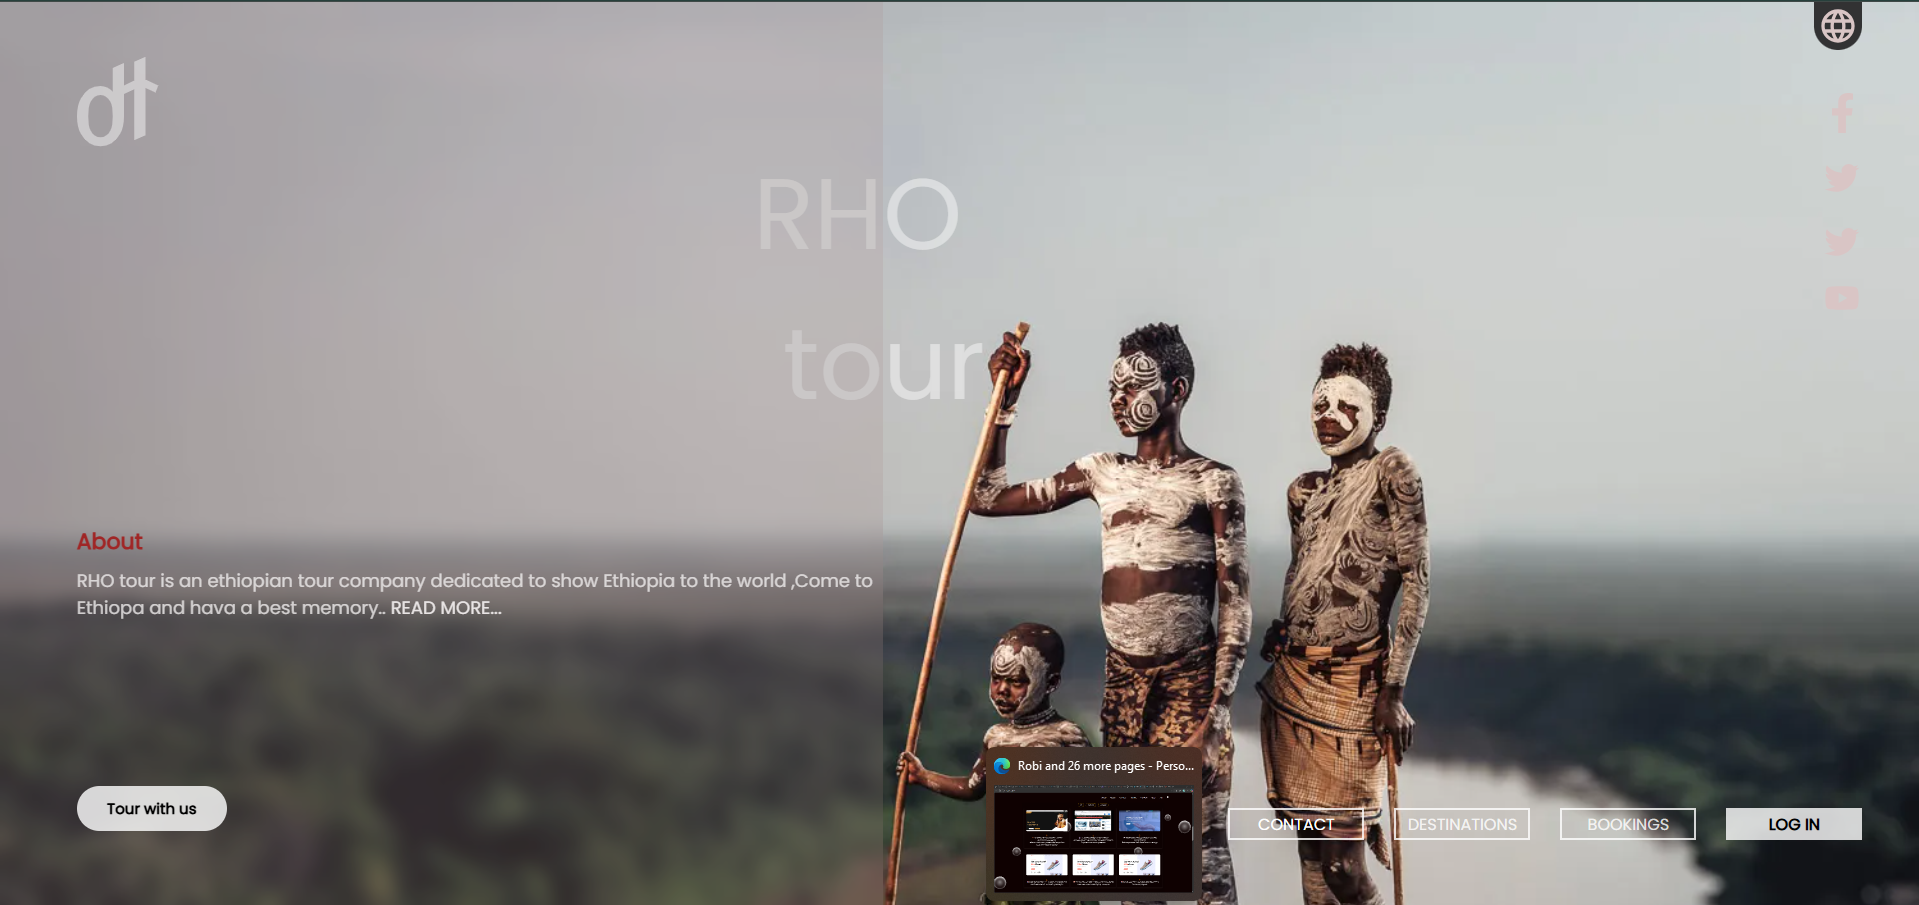 dt
RHO
tour
About
RHO tour is an ethiopian tour company dedicated to show Ethiopia to the world ,Come to
Ethiopa and hava a best memory.. READ MORE...
Tour with us
Robi and 26 more pages - Perso...
CONTACT
DESTINATIONS
BOOKINGS
LOG IN